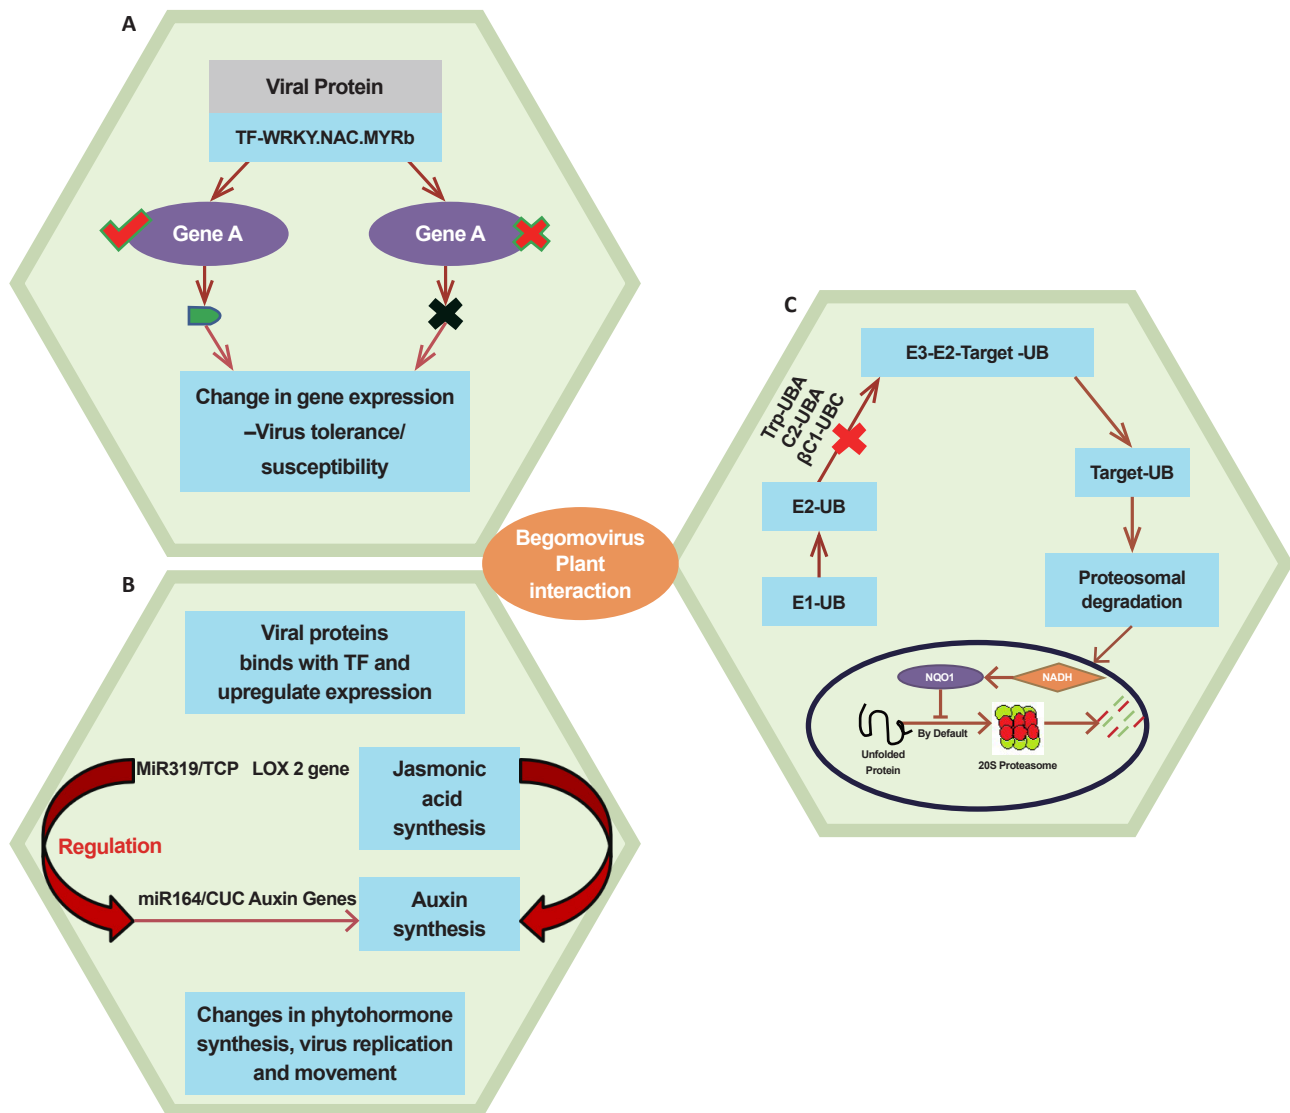 A
Viral Protein
TF-WRKY.NAC.MYRb
Gene A
Gene A
Change in gene expression
–Virus tolerance/
susceptibility
B
Viral proteins
binds with TF and
upregulate expression
MiR319/TCP LOX 2 gene
Jasmonic
acid
synthesis
Regulation
miR164/CUC Auxin Genes
Auxin
synthesis
Changes in phytohormone
synthesis, virus replication
and movement
Begomovirus
Plant
interaction
C
E3-E2-Target -UB
Trp-UBA
C2-UBA
βC1-UBC
E2-UB
E1-UB
Target-UB
Proteosomal
degradation
NQO1
NADH
By Default
Unfolded
Protein
20S Proteasome